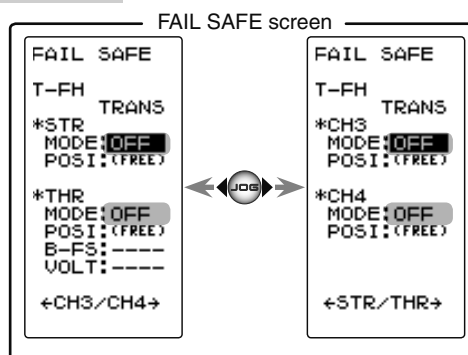 FAIL SAFE screen
FAIL SAFE
T-FH
TRANS
*STR
MODE:OFF
POSI:(FREE)
*THR
MODE:OFF
POSI:(FREE)
B-FS:----
VOLT:----
←CH3/CH4→
JOG
FAIL SAFE
T-FH
TRANS
*CH3
MODE:OFF
POSI:(FREE)
*CH4
MODE:OFF
POSI:(FREE)
←STR/THR→